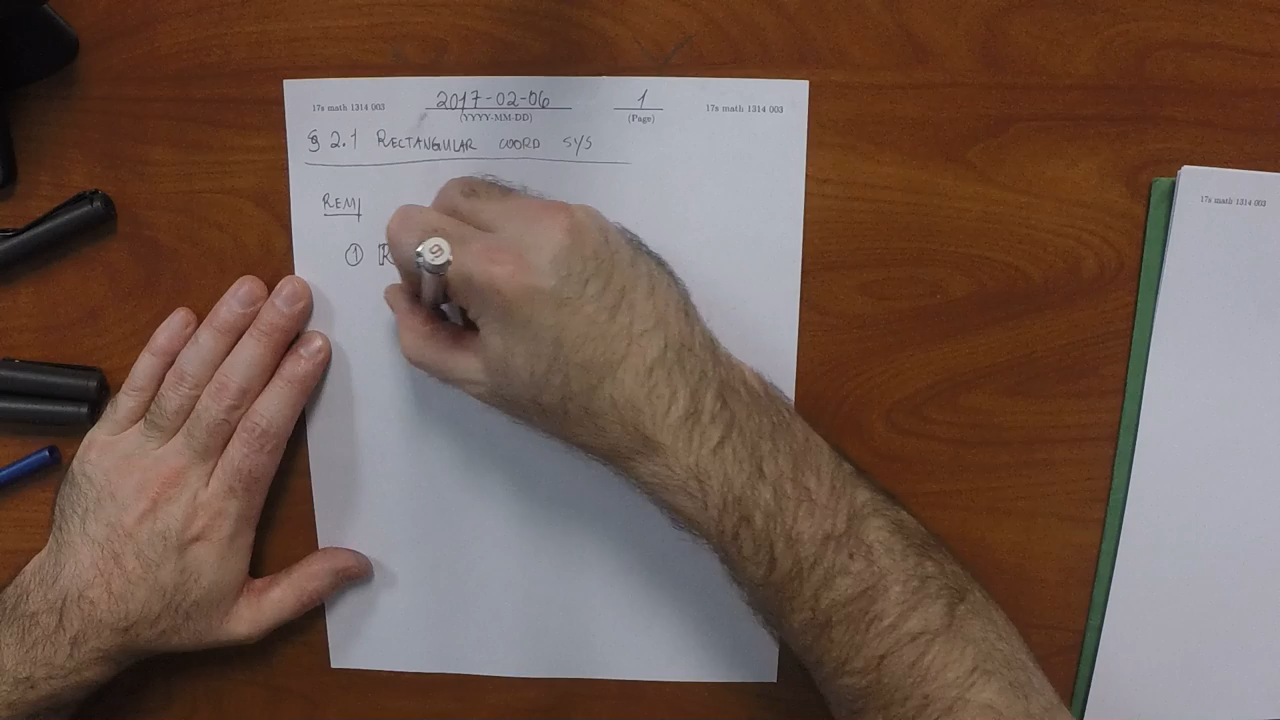 17s math 1314 003 2017-02-06 1 17s math 1314 003
(YYYY-MM-DD) (Page)
§ 2.1 RECTANGULAR COORD SYS
REM
① ℝ
17s math 1314 003